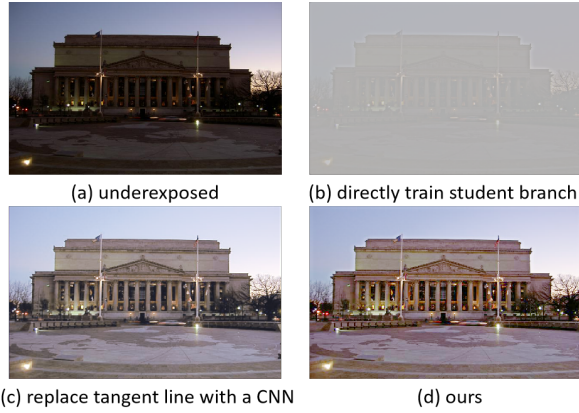 (a) underexposed
(b) directly train student branch
(c) replace tangent line with a CNN
(d) ours